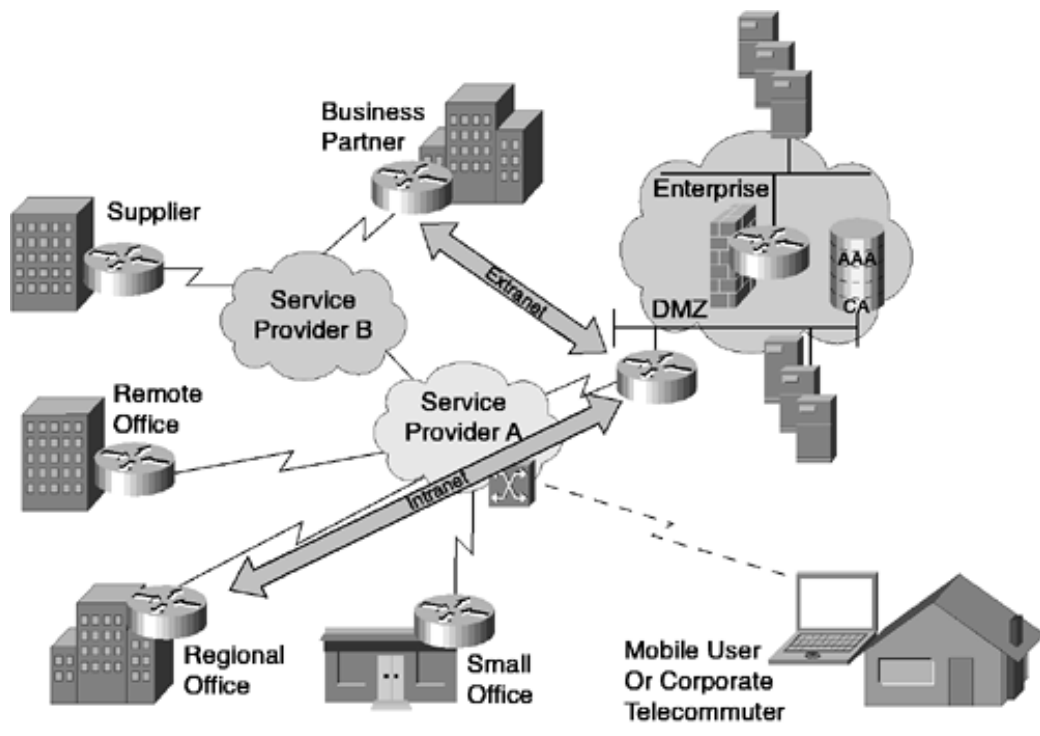 Business
Partner
Enterprise
Supplier
AAA
CA
Extranet
DMZ
Service
Provider B
Remote
Office
Service
Provider A
Intranet
Regional
Office
Small
Office
Mobile User
Or Corporate
Telecommuter